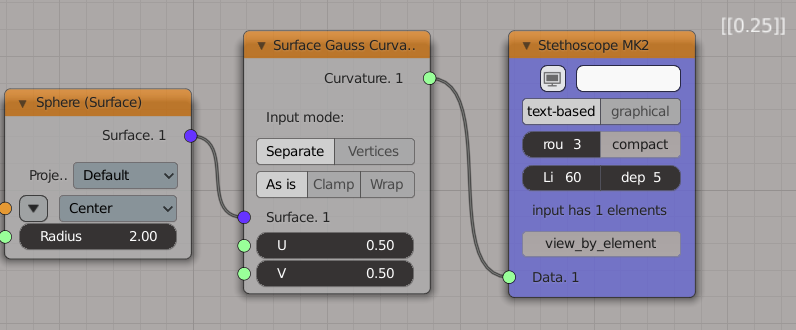 [[0.25]]
Sphere (Surface)
Surface. 1
Proje.. Default
Center
Radius 2.00
Surface Gauss Curva..
Curvature. 1
Input mode:
Separate Vertices
As is Clamp Wrap
Surface. 1
U 0.50
V 0.50
Stethoscope MK2
text-based graphical
rou 3 compact
Li 60 dep 5
input has 1 elements
view_by_element
Data. 1